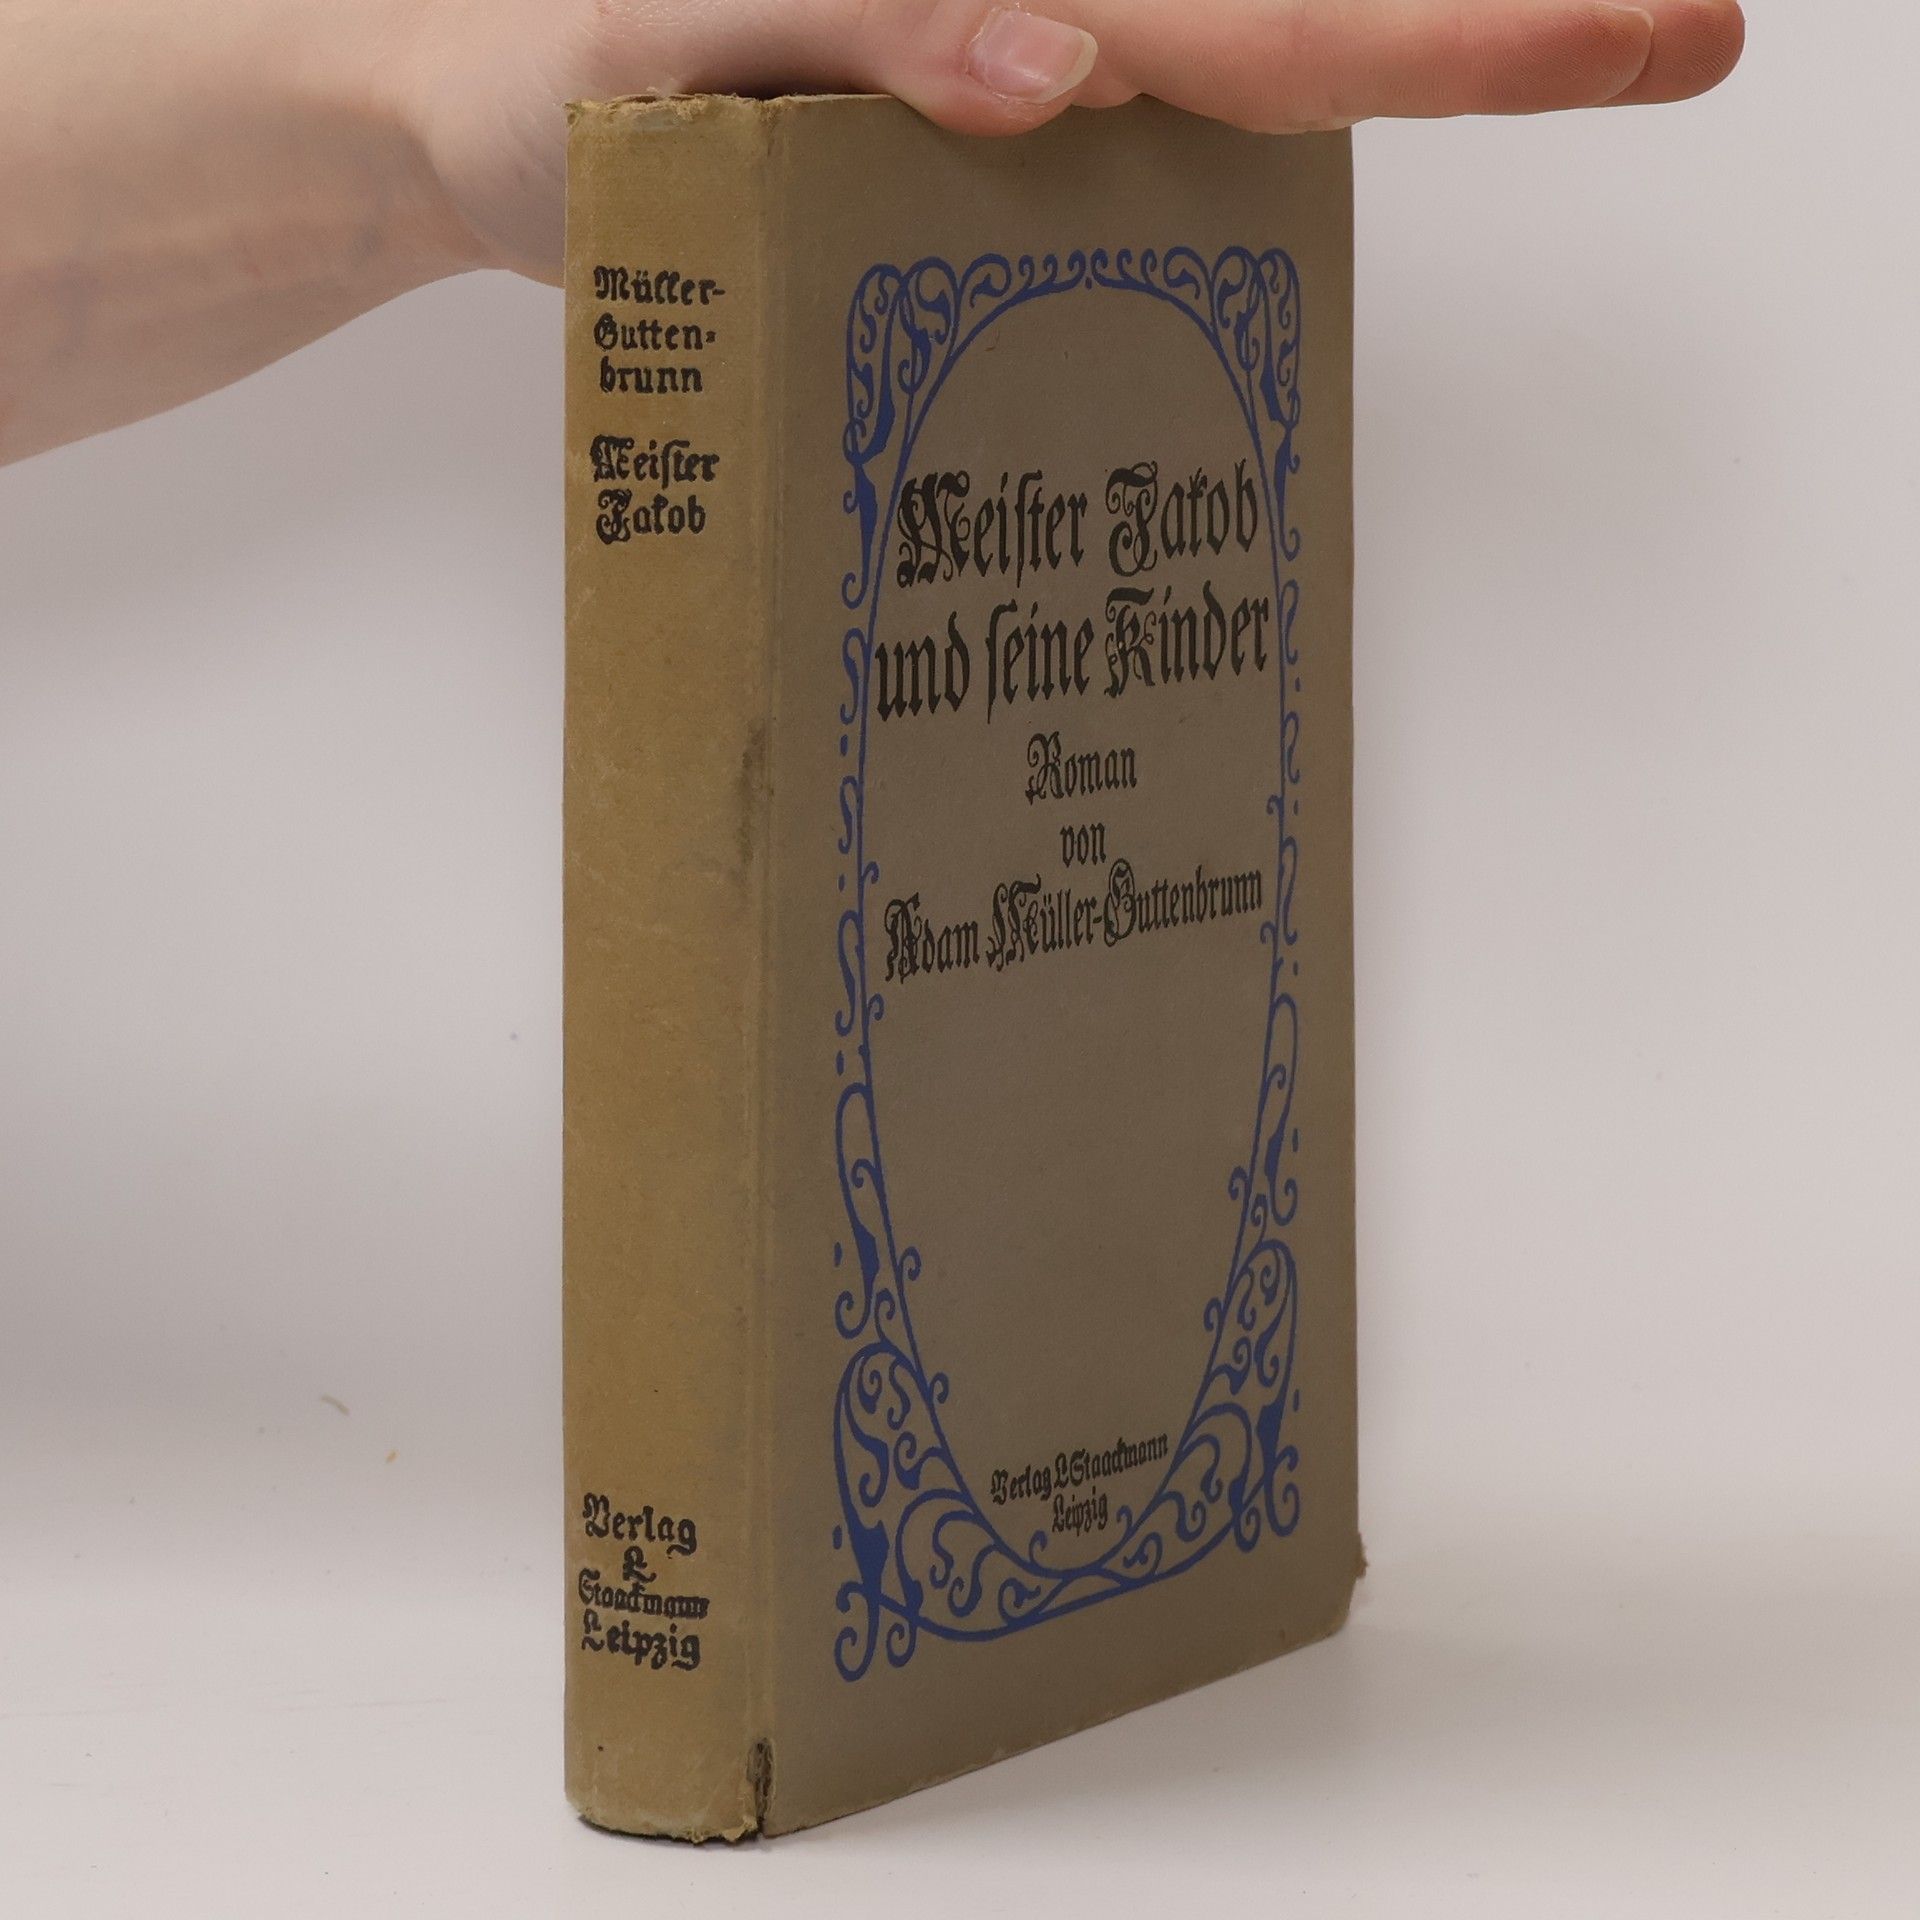 Müller-
Gutten-
brunn
Meiſter
Jakob
Verlag
L
Staackmann
Leipzig
Meiſter Jakob
und ſeine Kinder
Roman
von
Adam Müller-Guttenbrunn
Verlag L Staackmann
Leipzig